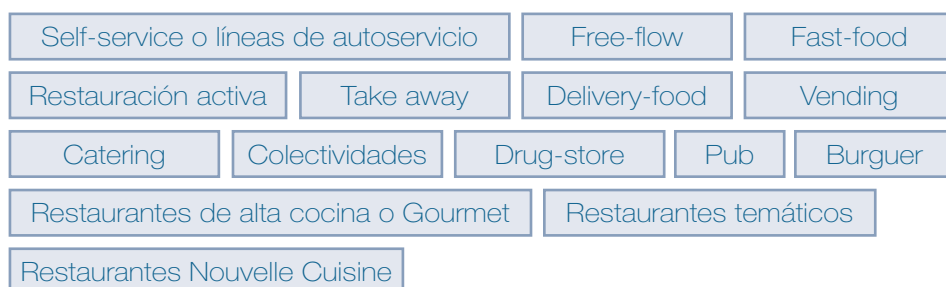 Self-service o líneas de autoservicio Free-flow Fast-food
Restauración activa Take away Delivery-food Vending
Catering Colectividades Drug-store Pub Burguer
Restaurantes de alta cocina o Gourmet Restaurantes temáticos
Restaurantes Nouvelle Cuisine